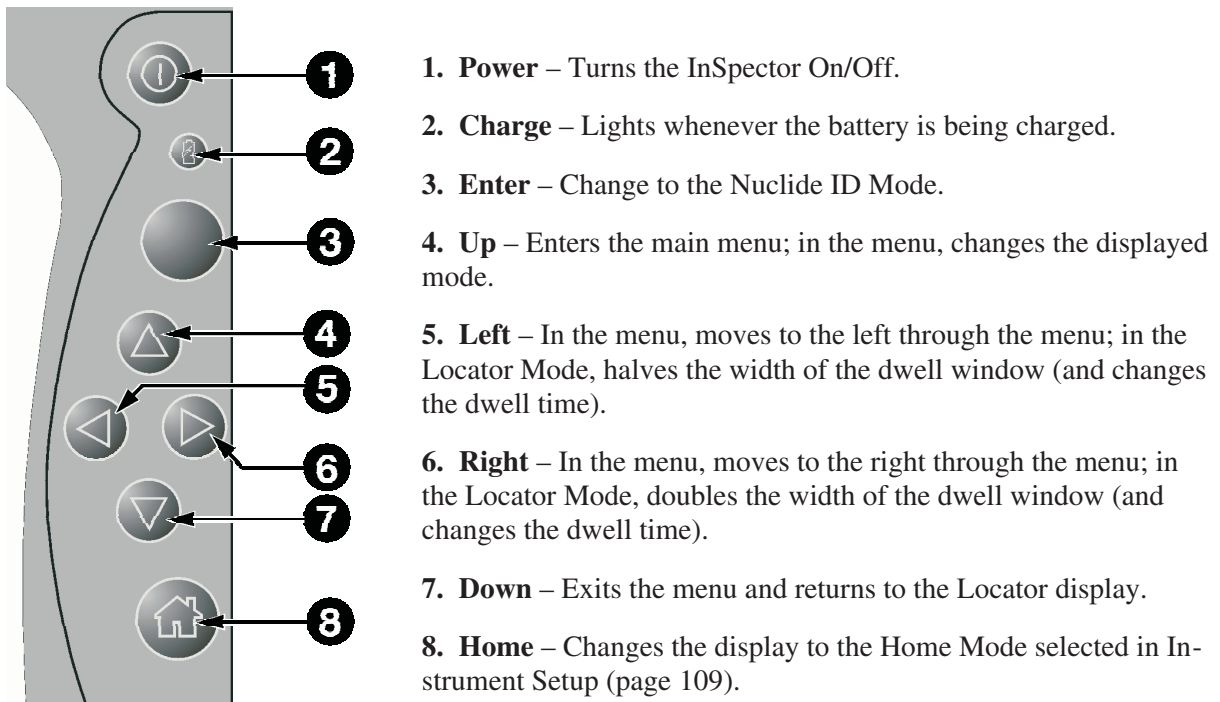 1
2
3
4
5
6
7
8
1. Power – Turns the InSpector On/Off.
2. Charge – Lights whenever the battery is being charged.
3. Enter – Change to the Nuclide ID Mode.
4. Up – Enters the main menu; in the menu, changes the displayed
mode.
5. Left – In the menu, moves to the left through the menu; in the
Locator Mode, halves the width of the dwell window (and changes
the dwell time).
6. Right – In the menu, moves to the right through the menu; in
the Locator Mode, doubles the width of the dwell window (and
changes the dwell time).
7. Down – Exits the menu and returns to the Locator display.
8. Home – Changes the display to the Home Mode selected in In-
strument Setup (page 109).